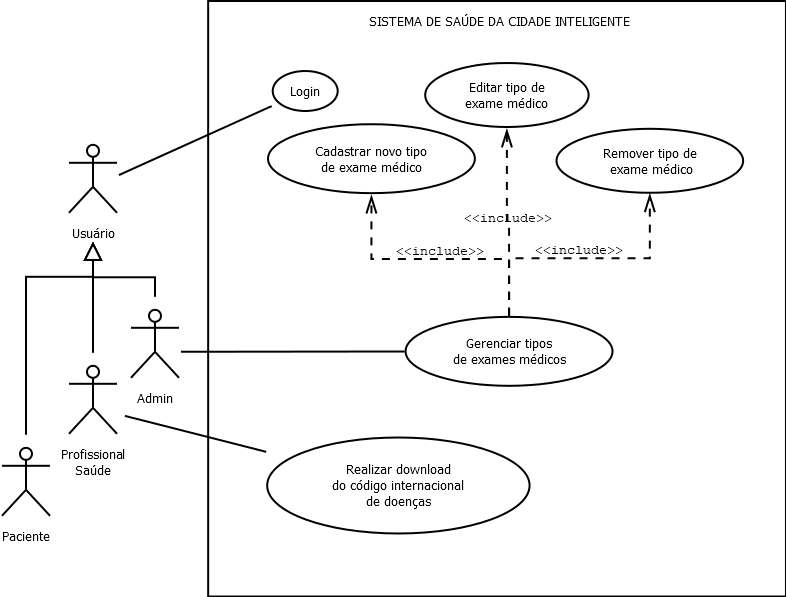 SISTEMA DE SAÚDE DA CIDADE INTELIGENTE
Login
Editar tipo de
exame médico
Cadastrar novo tipo
de exame médico
Remover tipo de
exame médico
<<include>>
<<include>>
<<include>>
Usuário
Gerenciar tipos
de exames médicos
Admin
Profissional
Saúde
Realizar download
do código internacional
de doenças
Paciente